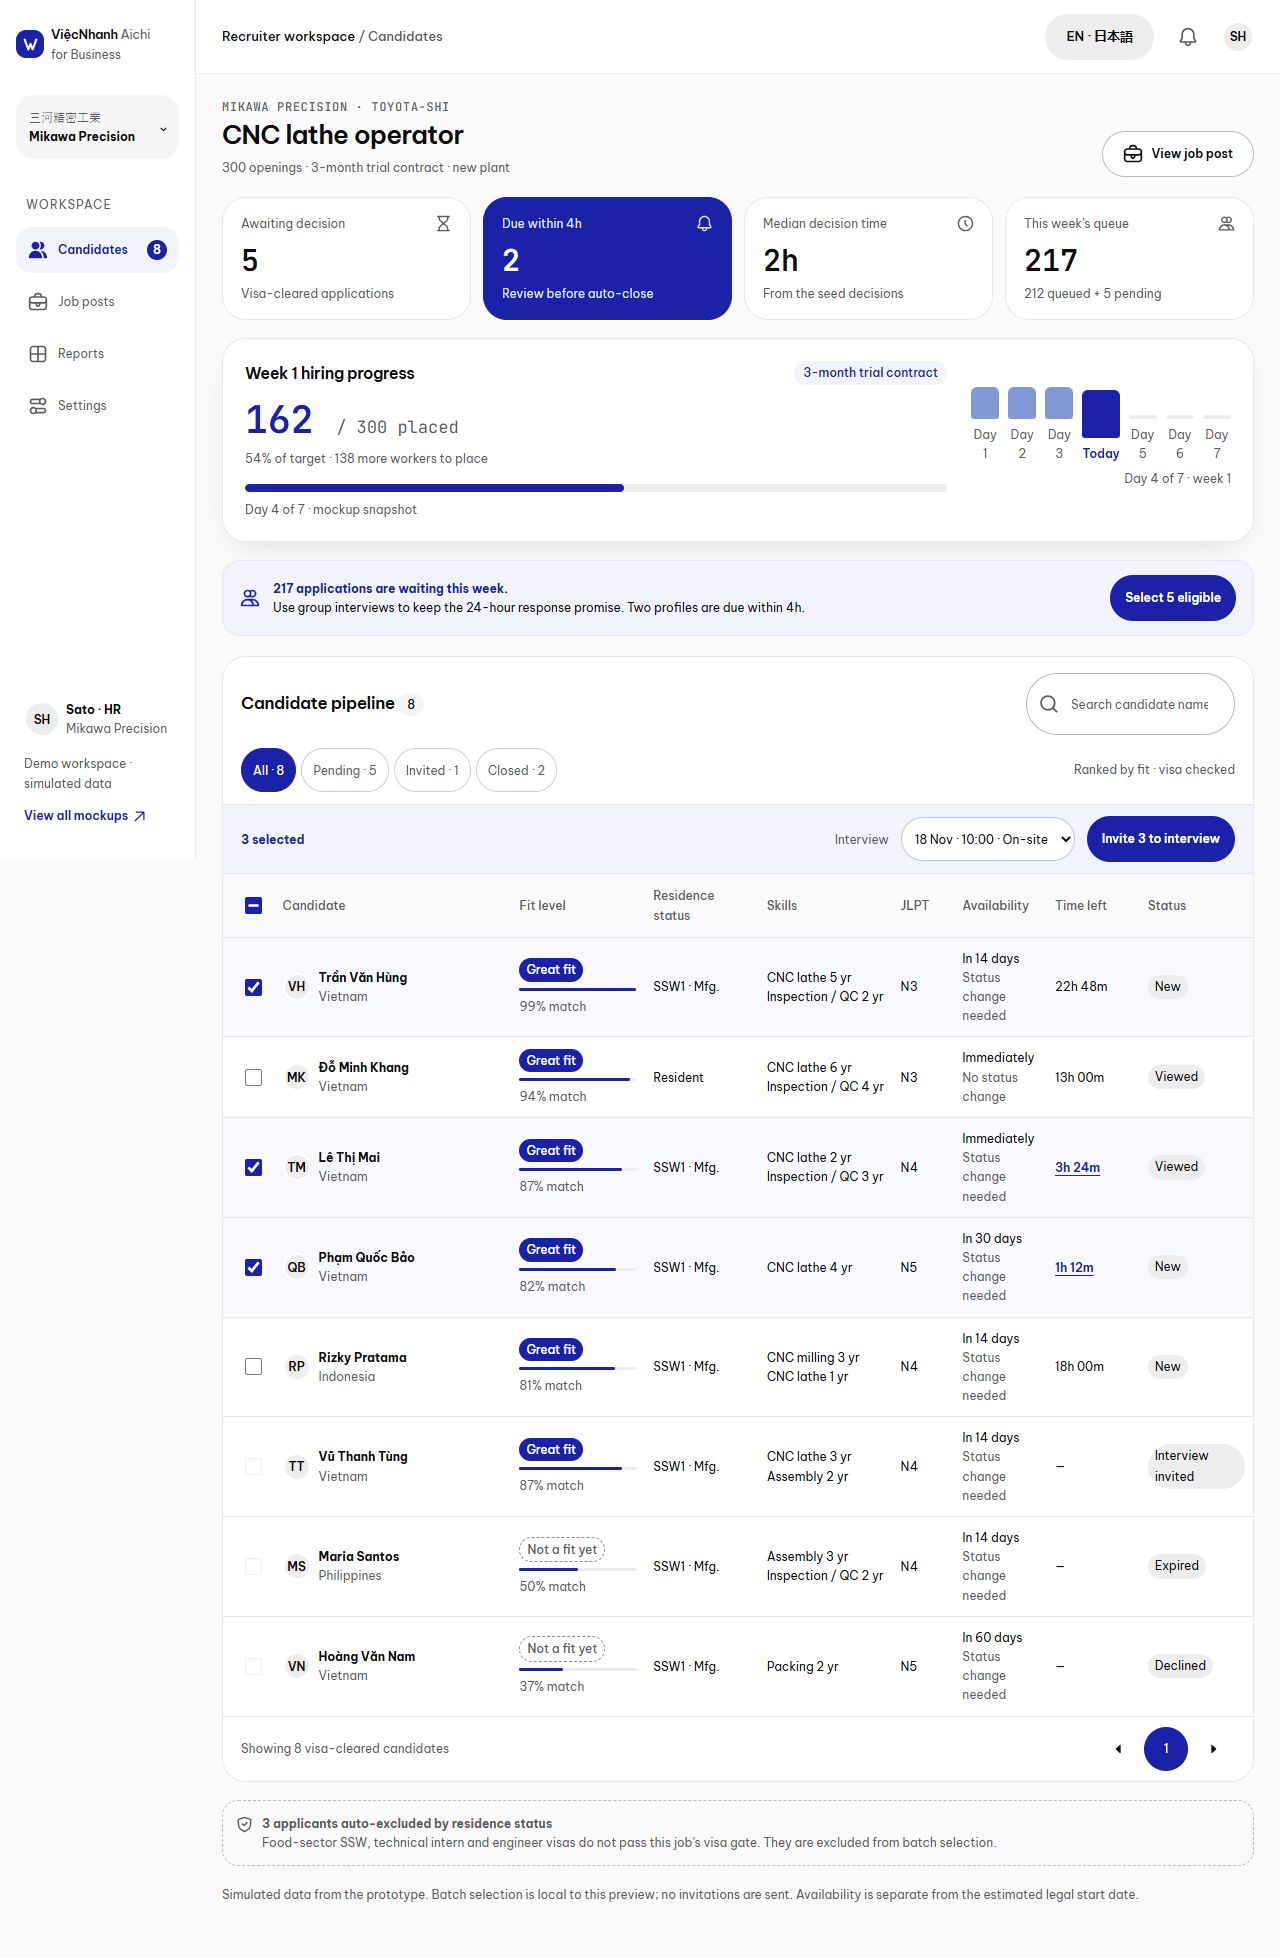 ViệcNhanh Aichi
for Business
三河精密工業
Mikawa Precision
WORKSPACE
Candidates 8
Job posts
Reports
Settings
SH
Sato · HR
Mikawa Precision
Demo workspace ·
simulated data
View all mockups
Recruiter workspace / Candidates
EN · 日本語
SH
MIKAWA PRECISION · TOYOTA-SHI
CNC lathe operator
300 openings · 3-month trial contract · new plant
View job post
Awaiting decision
5
Visa-cleared applications
Due within 4h
2
Review before auto-close
Median decision time
2h
From the seed decisions
This week's queue
217
212 queued + 5 pending
Week 1 hiring progress
3-month trial contract
162 / 300 placed
54% of target · 138 more workers to place
Day 4 of 7 · mockup snapshot
Day 1
Day 2
Day 3
Today
Day 5
Day 6
Day 7
Day 4 of 7 · week 1
217 applications are waiting this week.
Use group interviews to keep the 24-hour response promise. Two profiles are due within 4h.
Select 5 eligible
Candidate pipeline 8
Search candidate name
All · 8
Pending · 5
Invited · 1
Closed · 2
Ranked by fit · visa checked
3 selected
Interview
18 Nov · 10:00 · On-site
Invite 3 to interview
Candidate
Fit level
Residence status
Skills
JLPT
Availability
Time left
Status
VH
Trần Văn Hùng
Vietnam
Great fit
99% match
SSW1 · Mfg.
CNC lathe 5 yr
Inspection / QC 2 yr
N3
In 14 days
Status change needed
22h 48m
New
MK
Đỗ Minh Khang
Vietnam
Great fit
94% match
Resident
CNC lathe 6 yr
Inspection / QC 4 yr
N3
Immediately
No status change
13h 00m
Viewed
TM
Lê Thị Mai
Vietnam
Great fit
87% match
SSW1 · Mfg.
CNC lathe 2 yr
Inspection / QC 3 yr
N4
Immediately
Status change needed
3h 24m
Viewed
QB
Phạm Quốc Bảo
Vietnam
Great fit
82% match
SSW1 · Mfg.
CNC lathe 4 yr
N5
In 30 days
Status change needed
1h 12m
New
RP
Rizky Pratama
Indonesia
Great fit
81% match
SSW1 · Mfg.
CNC milling 3 yr
CNC lathe 1 yr
N4
In 14 days
Status change needed
18h 00m
New
TT
Vũ Thanh Tùng
Vietnam
Great fit
87% match
SSW1 · Mfg.
CNC lathe 3 yr
Assembly 2 yr
N4
In 14 days
Status change needed
–
Interview invited
MS
Maria Santos
Philippines
Not a fit yet
50% match
SSW1 · Mfg.
Assembly 3 yr
Inspection / QC 2 yr
N4
In 14 days
Status change needed
–
Expired
VN
Hoàng Văn Nam
Vietnam
Not a fit yet
37% match
SSW1 · Mfg.
Packing 2 yr
N5
In 60 days
Status change needed
–
Declined
Showing 8 visa-cleared candidates
1
3 applicants auto-excluded by residence status
Food-sector SSW, technical intern and engineer visas do not pass this job's visa gate. They are excluded from batch selection.
Simulated data from the prototype. Batch selection is local to this preview; no invitations are sent. Availability is separate from the estimated legal start date.